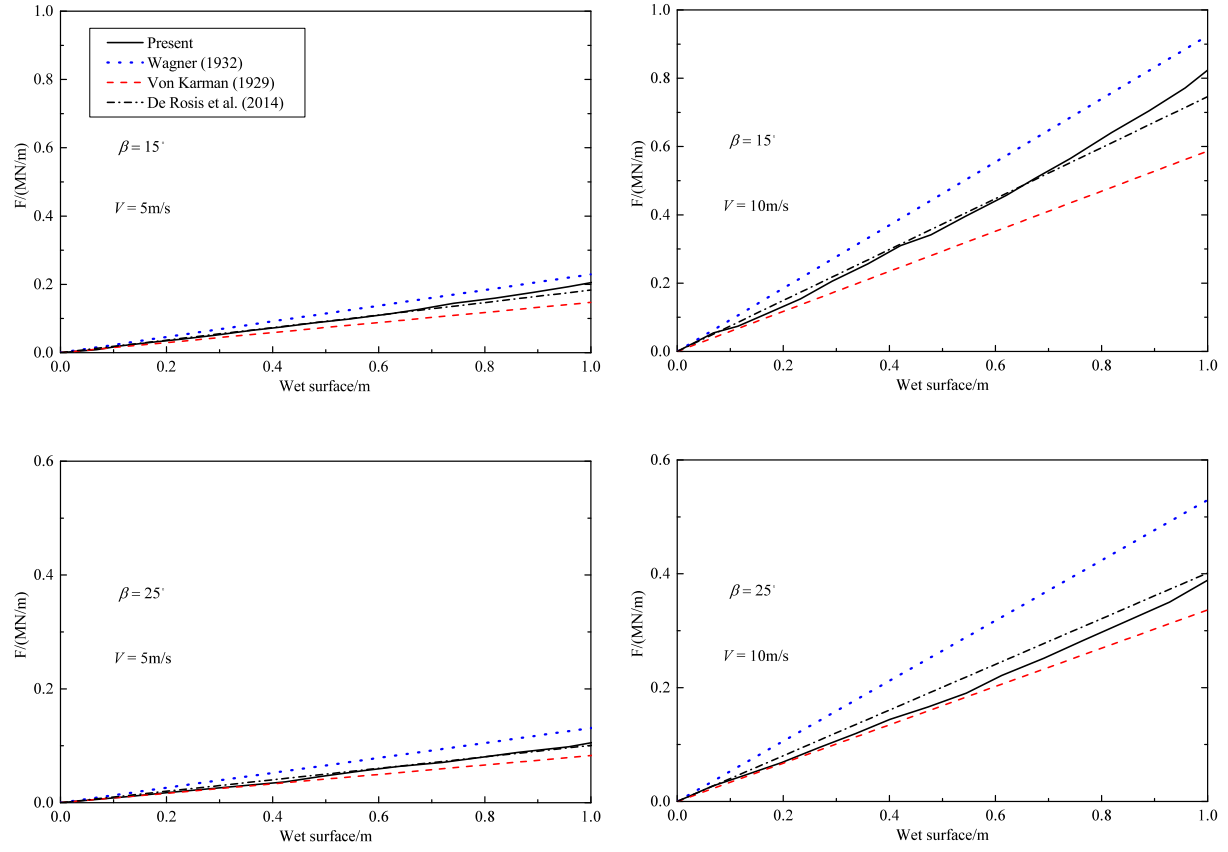 1.0
0.8
0.6
0.4
0.2
0.0
F/(MN/m)
Present
Wagner (1932)
Von Karman (1929)
De Rosis et al. (2014)
β = 15°
V = 5m/s
0.0 0.2 0.4 0.6 0.8 1.0
Wet surface/m
1.0
0.8
0.6
0.4
0.2
0.0
F/(MN/m)
β = 15°
V = 10m/s
0.0 0.2 0.4 0.6 0.8 1.0
Wet surface/m
0.6
0.4
0.2
0.0
F/(MN/m)
β = 25°
V = 5m/s
0.0 0.2 0.4 0.6 0.8 1.0
Wet surface/m
0.6
0.4
0.2
0.0
F/(MN/m)
β = 25°
V = 10m/s
0.0 0.2 0.4 0.6 0.8 1.0
Wet surface/m